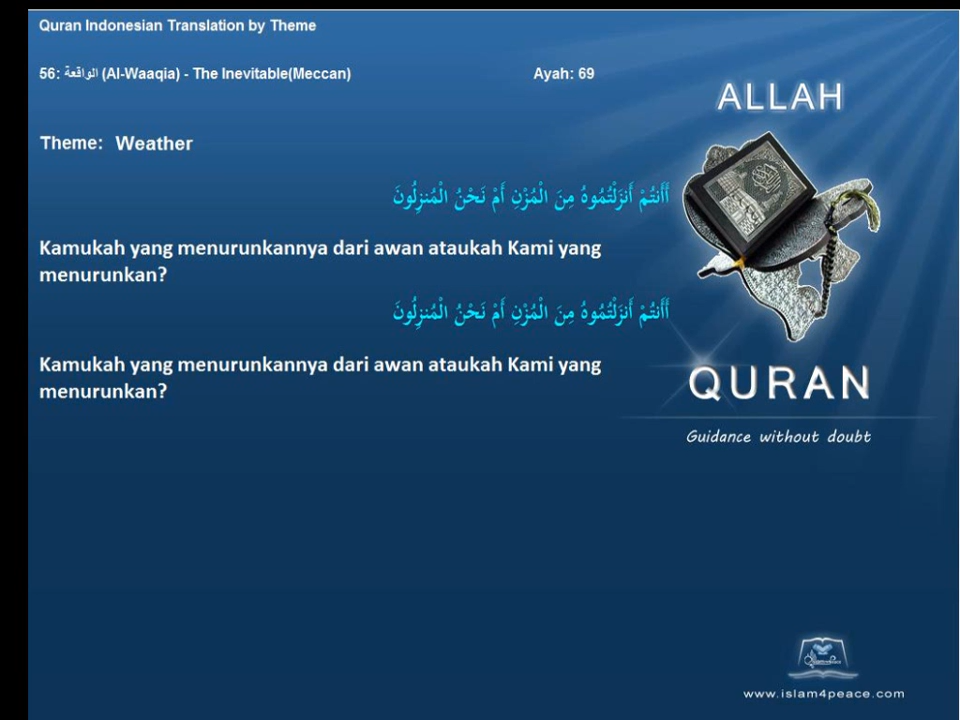 Quran Indonesian Translation by Theme
56: الواقعة (Al-Waaqia) - The Inevitable(Meccan) Ayah: 69
ALLAH
Theme: Weather
أَأَنتُمْ أَنزَلْتُمُوهُ مِنَ الْمُزْنِ أَمْ نَحْنُ الْمُنزِلُونَ
Kamukah yang menurunkannya dari awan ataukah Kami yang
menurunkan?
أَأَنتُمْ أَنزَلْتُمُوهُ مِنَ الْمُزْنِ أَمْ نَحْنُ الْمُنزِلُونَ
Kamukah yang menurunkannya dari awan ataukah Kami yang
menurunkan?
QURAN
Guidance without doubt
www.islam4peace.com